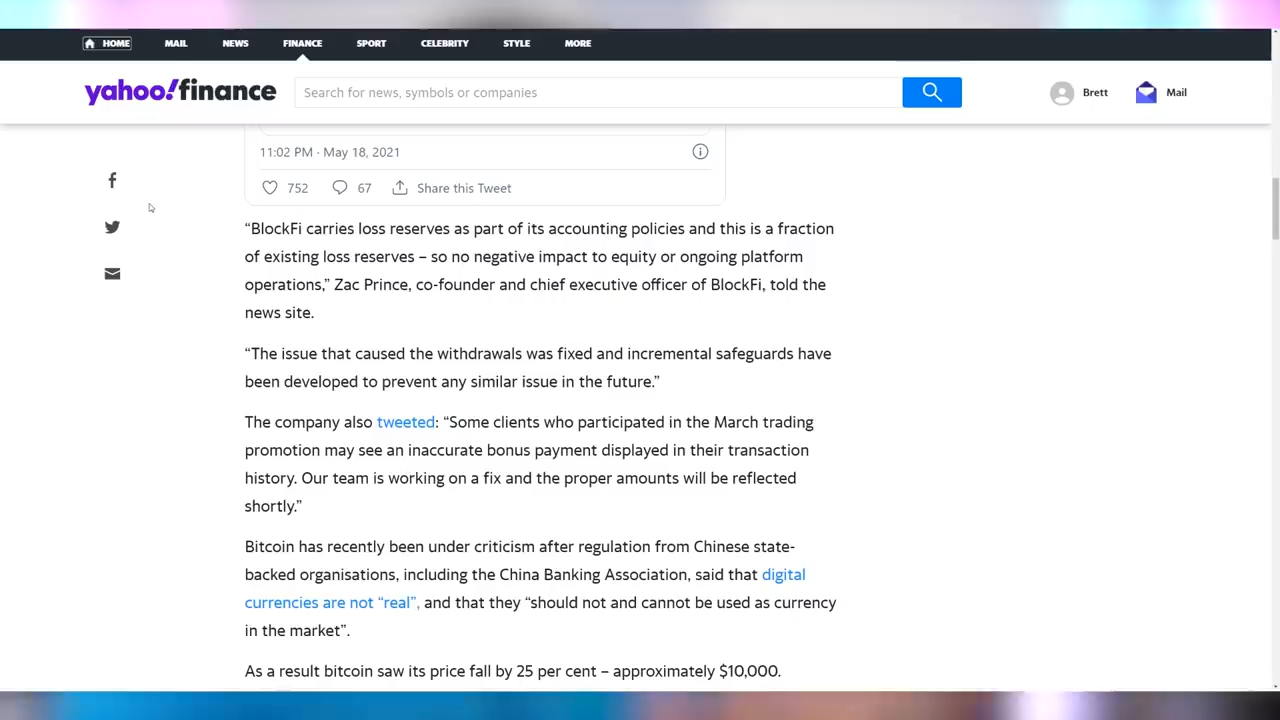 HOME MAIL NEWS FINANCE SPORT CELEBRITY STYLE MORE
yahoo!finance Search for news, symbols or companies Brett Mail
11:02 PM · May 18, 2021
752 67 Share this Tweet
“BlockFi carries loss reserves as part of its accounting policies and this is a fraction
of existing loss reserves – so no negative impact to equity or ongoing platform
operations,” Zac Prince, co-founder and chief executive officer of BlockFi, told the
news site.
“The issue that caused the withdrawals was fixed and incremental safeguards have
been developed to prevent any similar issue in the future.”
The company also tweeted: “Some clients who participated in the March trading
promotion may see an inaccurate bonus payment displayed in their transaction
history. Our team is working on a fix and the proper amounts will be reflected
shortly.”
Bitcoin has recently been under criticism after regulation from Chinese state-
backed organisations, including the China Banking Association, said that digital
currencies are not “real”, and that they “should not and cannot be used as currency
in the market”.
As a result bitcoin saw its price fall by 25 per cent – approximately $10,000.